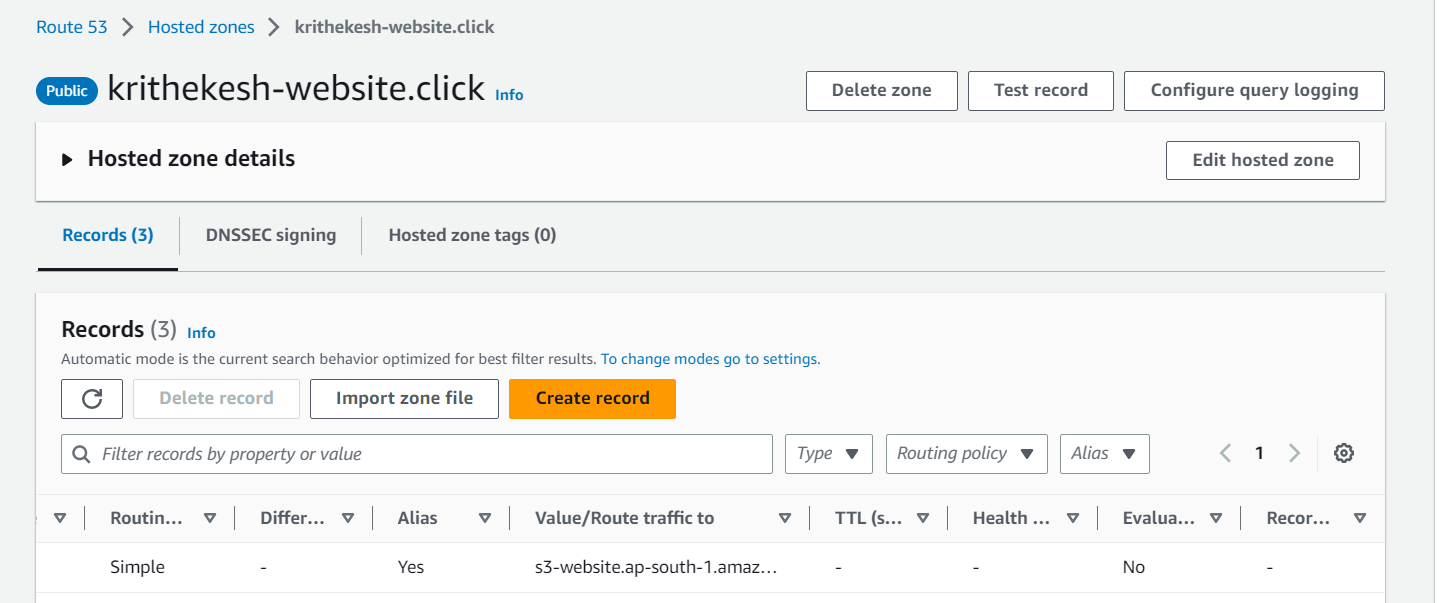 Route 53 > Hosted zones > krithekesh-website.click
Public krithekesh-website.click Info
Delete zone Test record Configure query logging
Hosted zone details
Edit hosted zone
Records (3) DNSSEC signing Hosted zone tags (0)
Records (3) Info
Automatic mode is the current search behavior optimized for best filter results. To change modes go to settings.
Delete record Import zone file Create record
Filter records by property or value Type Routing policy Alias 1
Routin... Differ... Alias Value/Route traffic to TTL (s... Health ... Evalua... Recor...
Simple - Yes s3-website.ap-south-1.amaz... - - No -